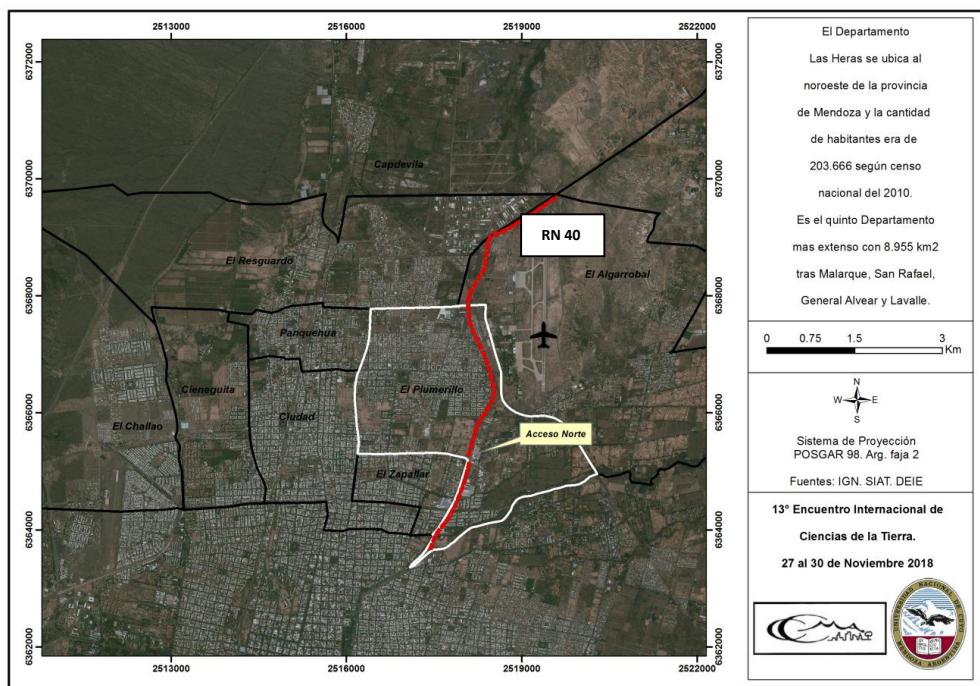 2513000
2516000
2519000
2522000
6372000
6372000
Capdevila
6370000
6370000
RN 40
El Resguardo
El Algarrobal
6368000
6368000
Panquehua
Cieneguita
El Plumerillo
6366000
6366000
El Challao
Ciudad
Acceso Norte
El Zapallar
6364000
6364000
6362000
6362000
2513000
2516000
2519000
2522000
El Departamento
Las Heras se ubica al
noroeste de la provincia
de Mendoza y la cantidad
de habitantes era de
203.666 según censo
nacional del 2010.
Es el quinto Departamento
mas extenso con 8.955 km2
tras Malarque, San Rafael,
General Alvear y Lavalle.
0 0.75 1.5 3
Km
N
W E
S
Sistema de Proyección
POSGAR 98. Arg. faja 2
Fuentes: IGN. SIAT. DEIE
13° Encuentro Internacional de
Ciencias de la Tierra.
27 al 30 de Noviembre 2018
UNIVERSIDAD NACIONAL DE CUYO
MENDOZA ARGENTINA